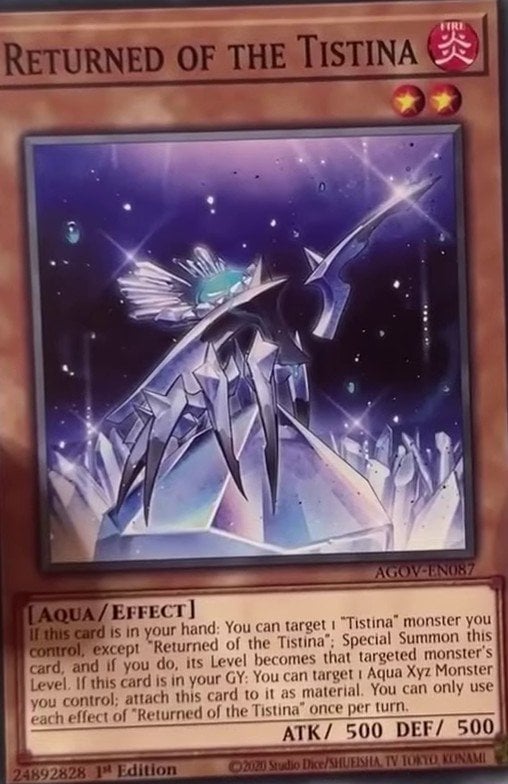 RETURNED OF THE TISTINA
FIRE
炎
AGOV-EN087
[AQUA/EFFECT]
If this card is in your hand: You can target 1 "Tistina" monster you
control, except "Returned of the Tistina"; Special Summon this
card, and if you do, its Level becomes that targeted monster's
Level. If this card is in your GY: You can target 1 Aqua Xyz Monster
you control; attach this card to it as material. You can only use
each effect of "Returned of the Tistina" once per turn.
ATK/ 500 DEF/ 500
24892828 1st Edition
©2020 Studio Dice/SHUEISHA, TV TOKYO, KONAMI